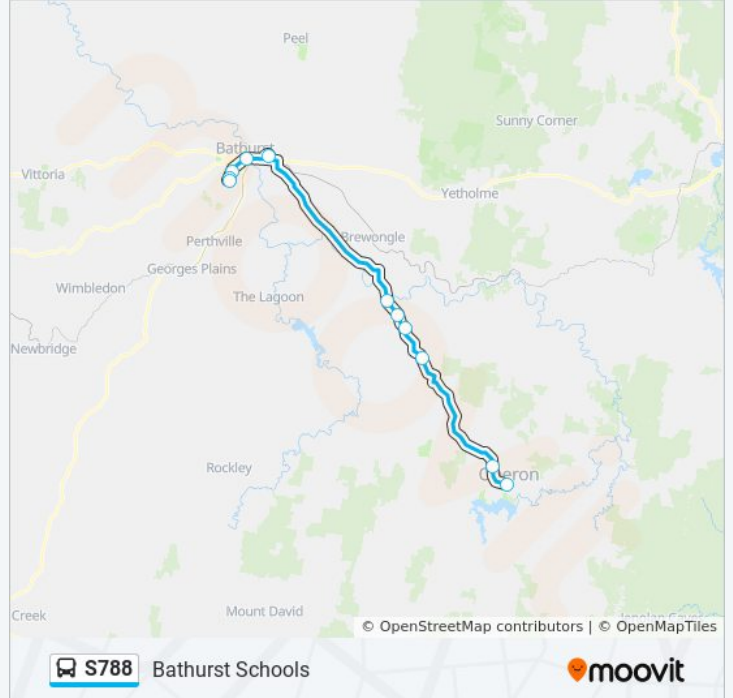 Peel
Sunny Corner
Bathurst
Vittoria
Yetholme
Perthville
Brewongle
Georges Plains
Wimbledon
The Lagoon
Newbridge
Rockley
Oberon
Mount David
Creek
© OpenStreetMap contributors | © OpenMapTiles
S788 Bathurst Schools
moovit